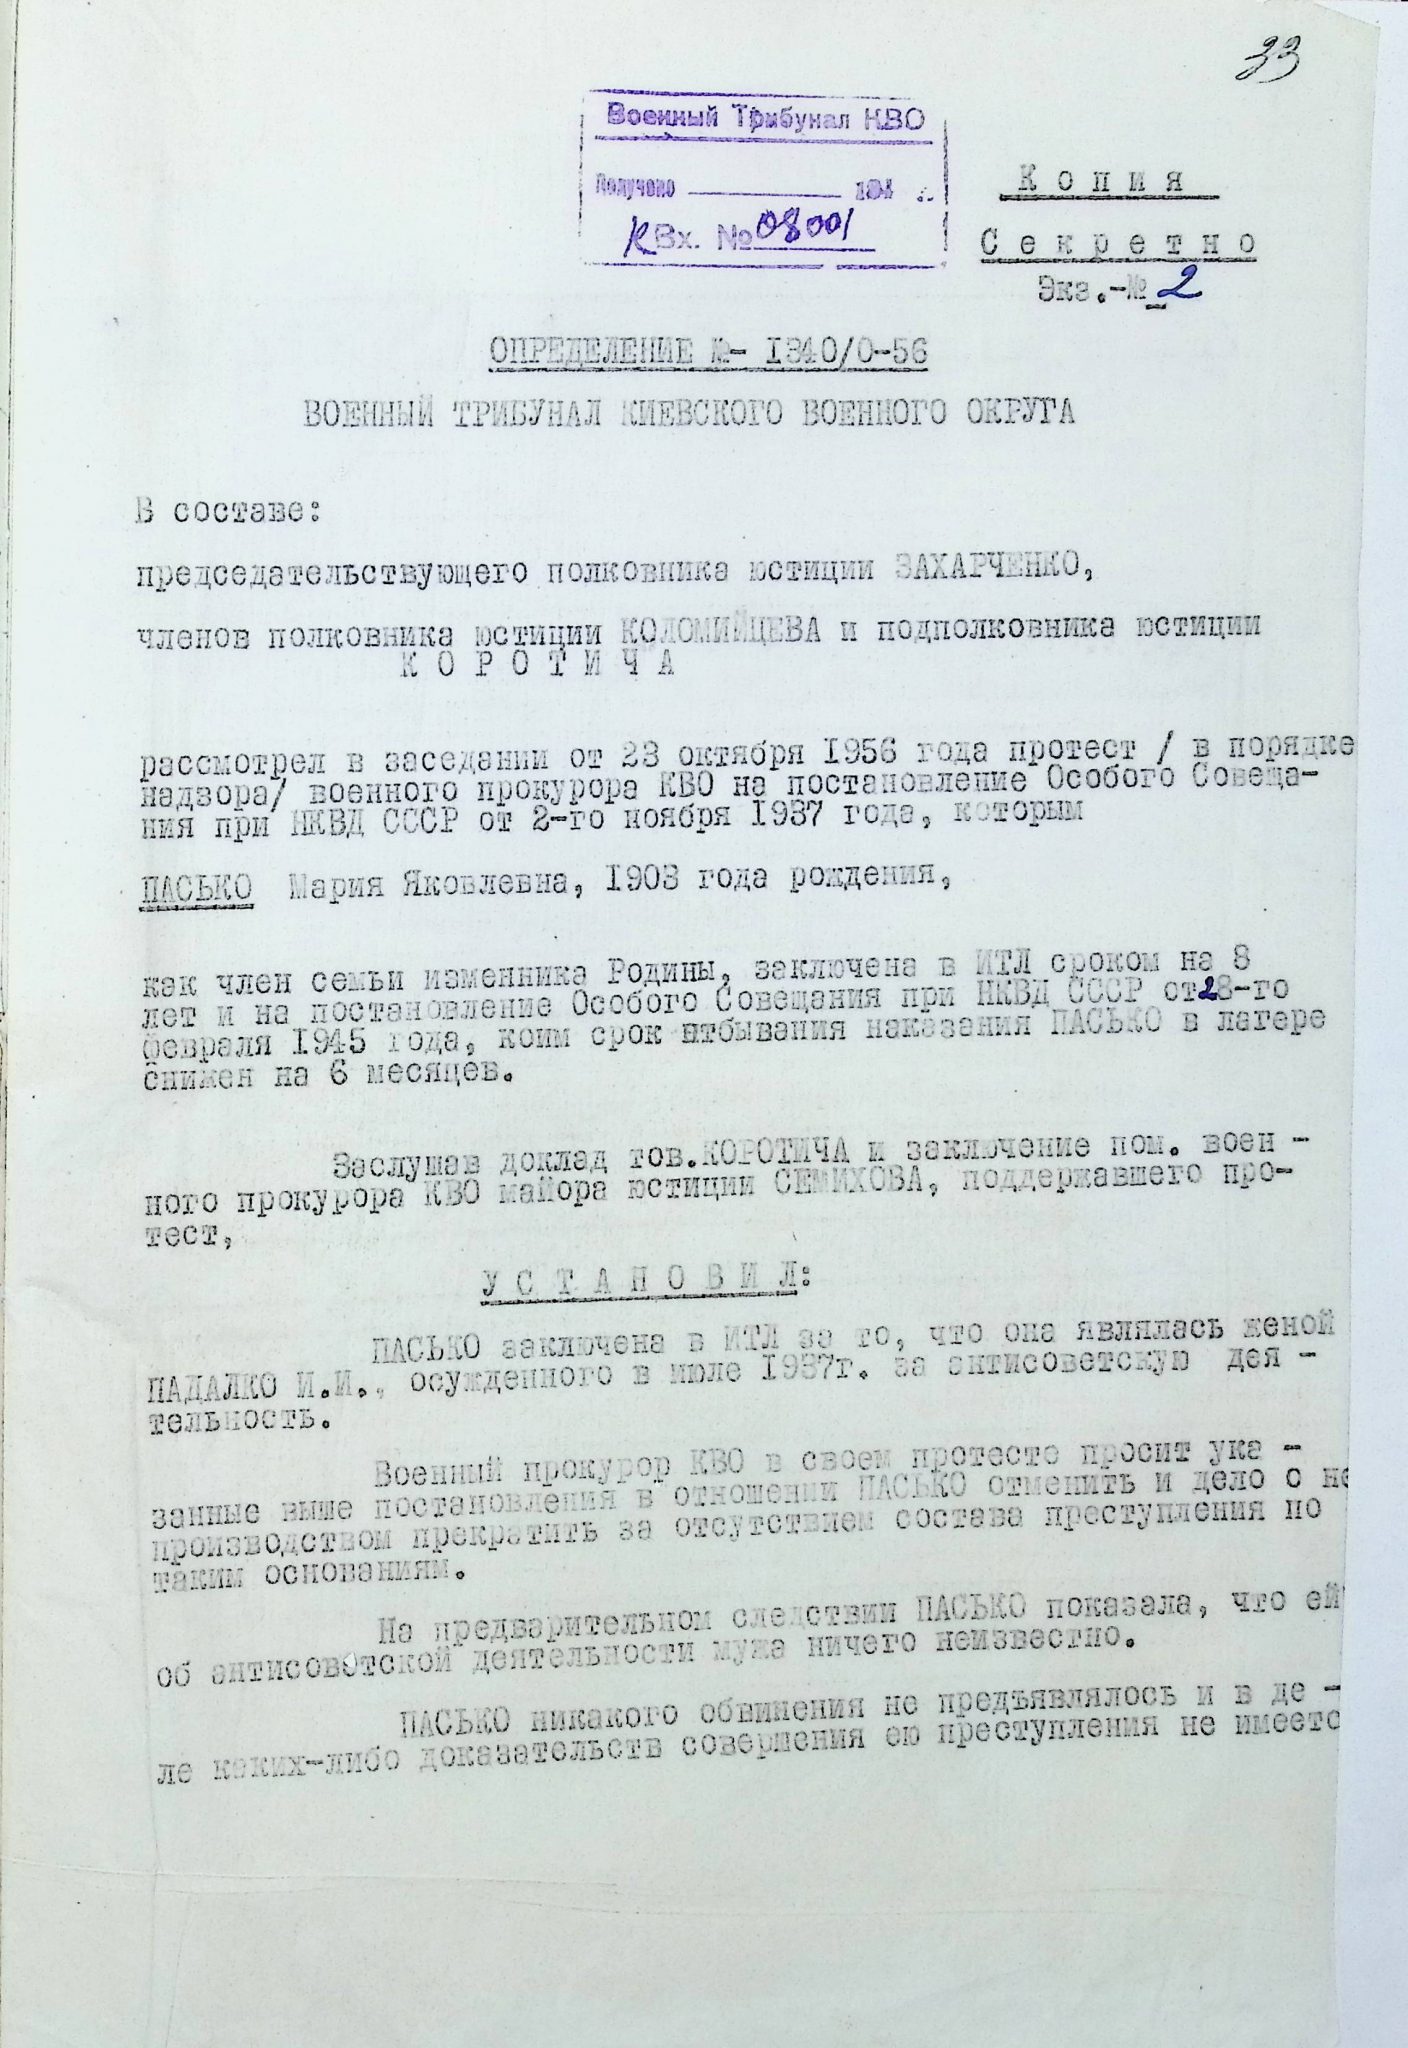 33
Военный Трибунал КВО
Получено 194
К Вх. № 08001
Копия
Секретно
Экз.-№ 2
ОПРЕДЕЛЕНИЕ №- 1340/0-56
ВОЕННЫЙ ТРИБУНАЛ КИЕВСКОГО ВОЕННОГО ОКРУГА
В составе:
председательствующего полковника юстиции ЗАХАРЧЕНКО,
членов полковника юстиции КОЛОМИЙЦЕВА и подполковника юстиции
К О Р О Т И Ч А
рассмотрел в заседании от 23 октября 1956 года протест / в порядке
надзора/ военного прокурора КВО на постановление Особого Совеща-
ния при НКВД СССР от 2-го ноября 1937 года, которым
ПАСЬКО Мария Яковлевна, 1903 года рождения,
как член семьи изменника Родины, заключена в ИТЛ сроком на 8
лет и на постановление Особого Совещания при НКВД СССР от 28-го
февраля 1945 года, коим срок отбывания наказания ПАСЬКО в лагере
снижен на 6 месяцев.
Заслушав доклад тов.КОРОТИЧА и заключение пом. воен -
ного прокурора КВО майора юстиции СЕМИХОВА, поддержавшего про-
тест,
У С Т А Н О В И Л:
ПАСЬКО заключена в ИТЛ за то, что она являлась женой
ПАДАЛКО И.И., осужденного в июле 1937г. за антисоветскую дея -
тельность.
Военный прокурор КВО в своем протесте просит ука -
занные выше постановления в отношении ПАСЬКО отменить и дело о не
производством прекратить за отсутствием состава преступления по
таким основаниям.
На предварительном следствии ПАСЬКО показала, что ей
об антисоветской деятельности мужа ничего неизвестно.
ПАСЬКО никакого обвинения не предъявлялось и в де -
ле каких-либо доказательств совершения ею преступления не имеетс